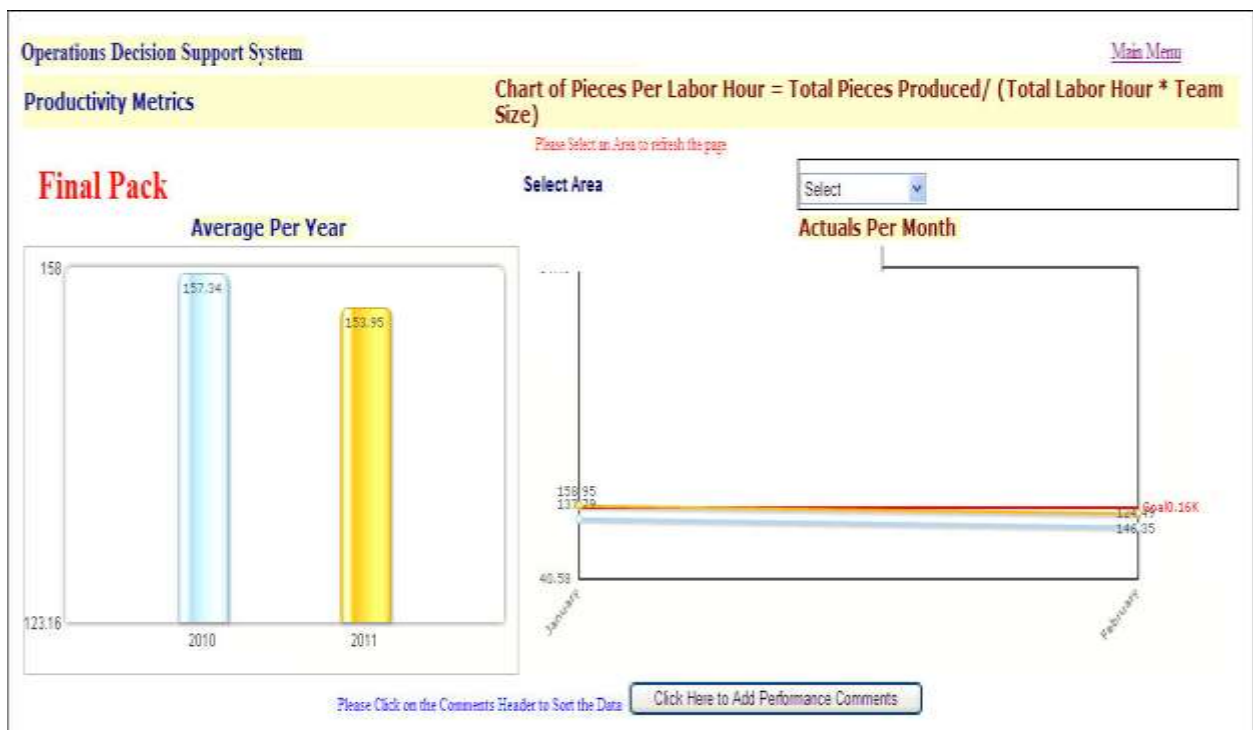 Operations Decision Support System
Main Menu
Productivity Metrics
Chart of Pieces Per Labor Hour = Total Pieces Produced/ (Total Labor Hour * Team
Size)
Please Select an Area to refresh the page
Final Pack
Select Area
Select
Average Per Year
Actuals Per Month
158
157.34
153.95
123.16
2010
2011
158.95
137.29
Goal0.16K
124.49
146.35
40.58
January
February
Please Click on the Comments Header to Sort the Data
Click Here to Add Performance Comments